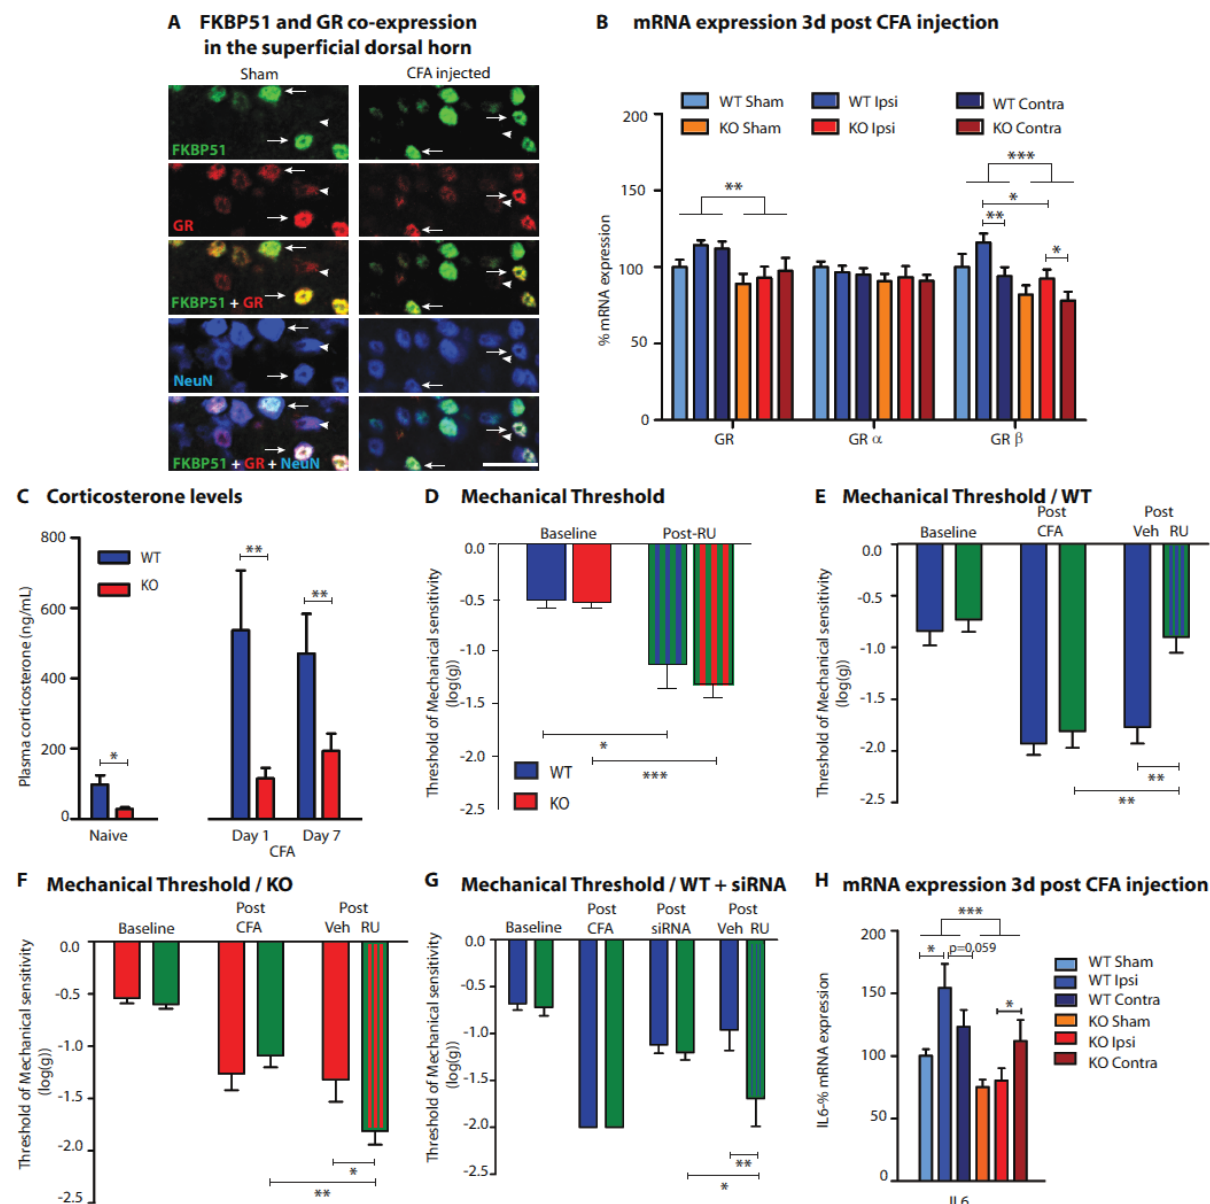 A FKBP51 and GR co-expression
in the superficial dorsal horn
Sham CFA injected
FKBP51
GR
FKBP51 + GR
NeuN
FKBP51 + GR + NeuN
B mRNA expression 3d post CFA injection
WT Sham WT Ipsi WT Contra
KO Sham KO Ipsi KO Contra
% mRNA expression
200
150
100
50
0
**
***
*
**
*
GR GR α GR β
C Corticosterone levels
Plasma corticosterone (ng/mL)
800
600
400
200
0
WT
KO
*
**
**
Naive Day 1 Day 7
CFA
D Mechanical Threshold
Baseline Post-RU
Threshold of Mechanical sensitivity
(log(g))
0.0
-0.5
-1.0
-1.5
-2.0
-2.5
*
***
WT
KO
E Mechanical Threshold / WT
Baseline Post CFA Post Veh RU
Threshold of Mechanical sensitivity
(log(g))
0.0
-0.5
-1.0
-1.5
-2.0
-2.5
**
**
F Mechanical Threshold / KO
Baseline Post CFA Post Veh RU
Threshold of Mechanical sensitivity
(log(g))
0.0
-0.5
-1.0
-1.5
-2.0
-2.5
*
**
G Mechanical Threshold / WT + siRNA
Baseline Post CFA Post siRNA Post Veh RU
Threshold of Mechanical sensitivity
(log(g))
0.0
-0.5
-1.0
-1.5
-2.0
-2.5
**
*
H mRNA expression 3d post CFA injection
IL6-% mRNA expression
200
150
100
50
0
***
* p=0,059
*
WT Sham
WT Ipsi
WT Contra
KO Sham
KO Ipsi
KO Contra
IL6